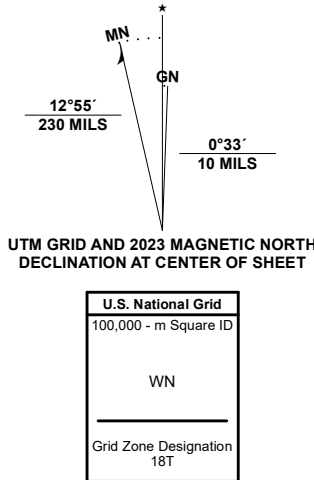 ★
MN
GN
12°55´
230 MILS
0°33´
10 MILS
UTM GRID AND 2023 MAGNETIC NORTH
DECLINATION AT CENTER OF SHEET
U.S. National Grid
100,000 - m Square ID
WN
Grid Zone Designation
18T